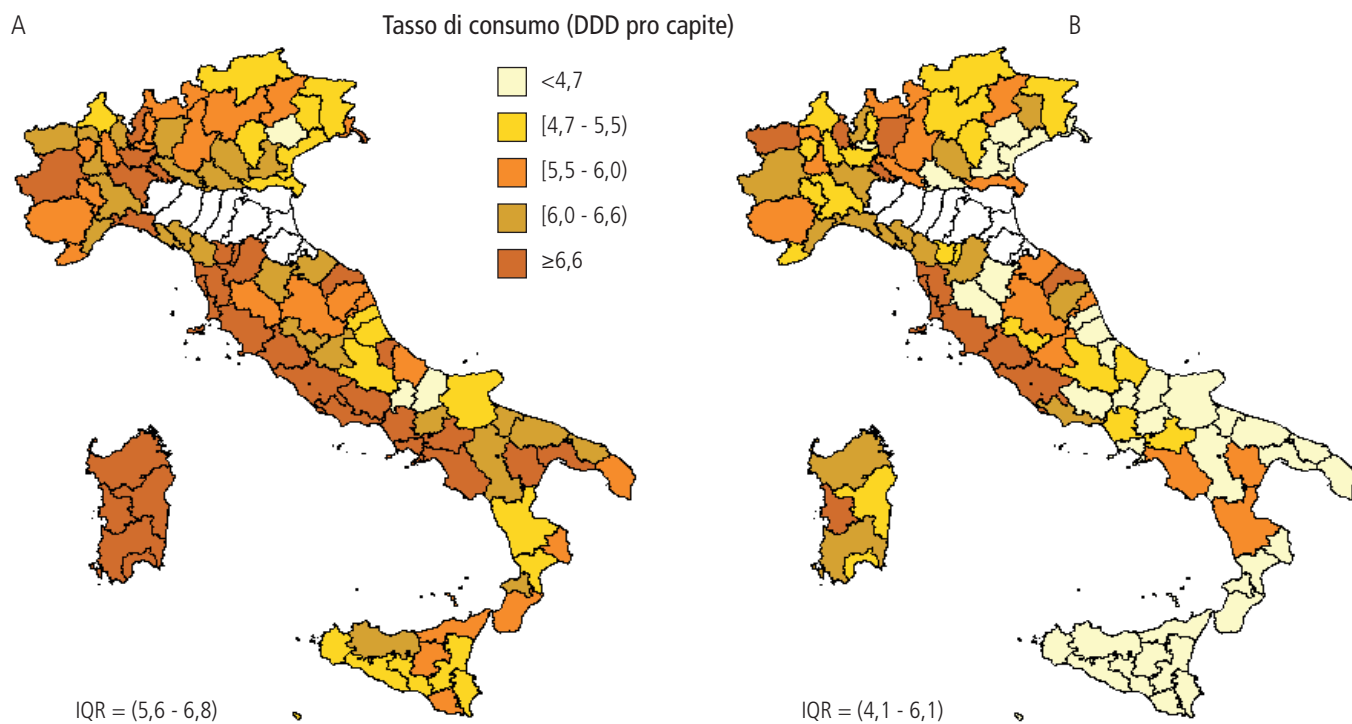 A
Tasso di consumo (DDD pro capite)
B
<4,7
[4,7 - 5,5)
[5,5 - 6,0)
[6,0 - 6,6)
≥6,6
IQR = (5,6 - 6,8)
IQR = (4,1 - 6,1)